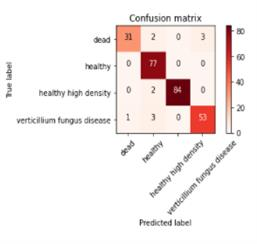 Confusion matrix
dead 31 2 0 3
healthy 0 77 0 0
healthy high density 0 2 84 0
verticillium fungus disease 1 3 0 53
True label
dead
healthy
healthy high density
verticillium fungus disease
Predicted label
80
60
40
20
0